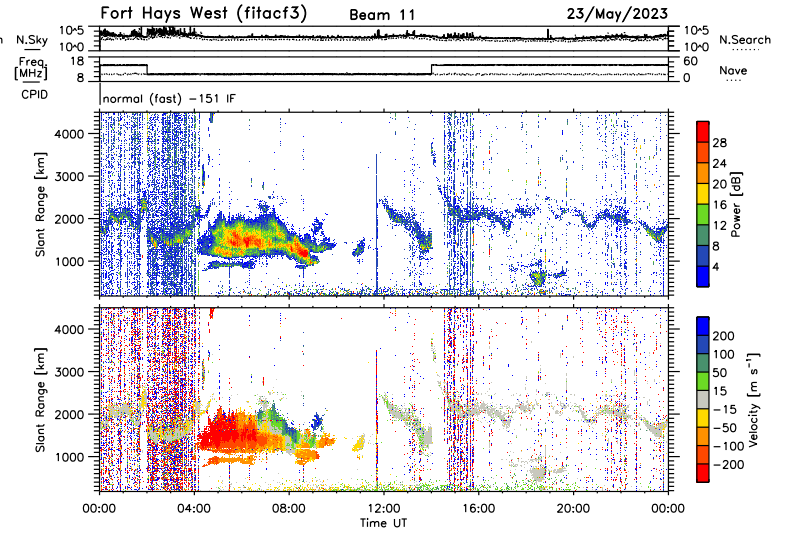 Fort Hays West (fitacf3) Beam 11 23/May/2023
N.Sky 10^5 10^0 10^5 10^0 N.Search
Freq. [MHz] 18 8 60 0 Nave
CPID normal (fast) -151 IF
4000
3000
2000
1000
Slant Range [km]
28
24
20
16
12
8
4
Power [dB]
4000
3000
2000
1000
Slant Range [km]
200
100
50
15
-15
-50
-100
-200
Velocity [m s⁻¹]
00:00 04:00 08:00 12:00 16:00 20:00 00:00
Time UT